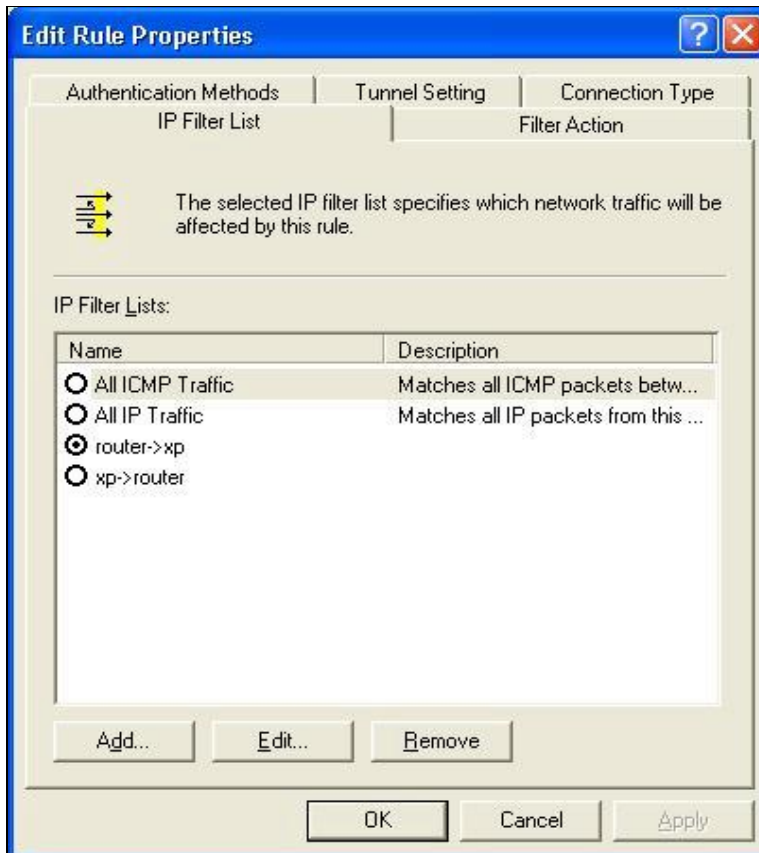 Edit Rule Properties
Authentication Methods Tunnel Setting Connection Type
IP Filter List Filter Action
The selected IP filter list specifies which network traffic will be
affected by this rule.
IP Filter Lists:
Name Description
All ICMP Traffic Matches all ICMP packets betw...
All IP Traffic Matches all IP packets from this ...
router->xp
xp->router
Add... Edit... Remove
OK Cancel Apply